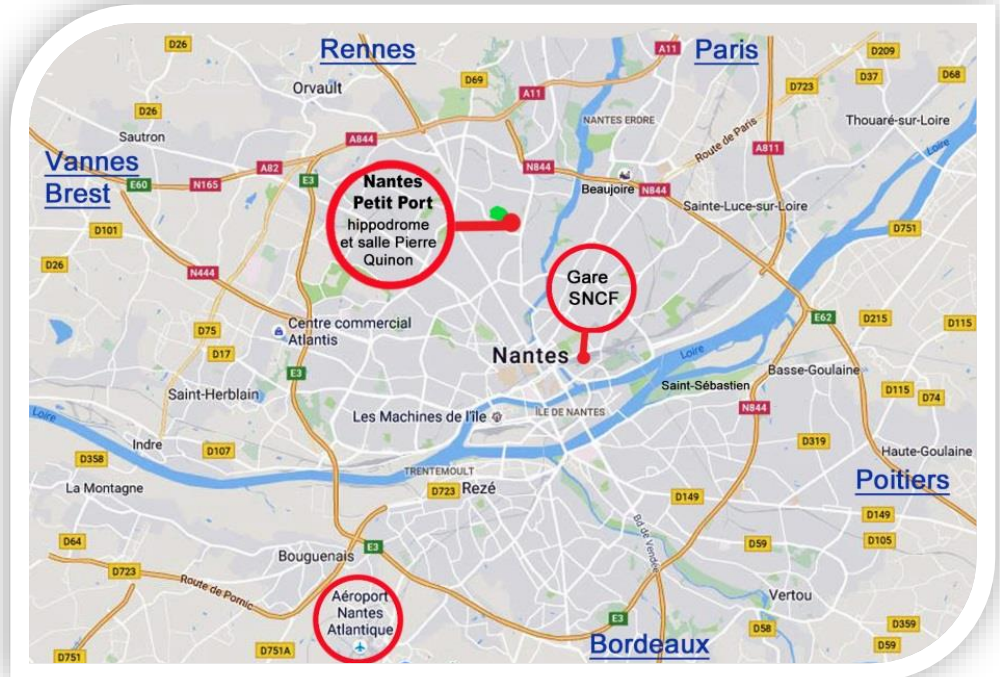 D26
Rennes
A11
Paris
D209
D69
D37
D68
Orvault
A11
D723
D26
NANTES ERDRE
Thouaré-sur-Loire
Sautron
A844
Route de Paris
A811
Loire
Vannes
Brest
A82
N844
E60
N165
E3
Beaujoire
N844
Nantes
Petit Port
hippodrome
et salle Pierre
Quinon
Sainte-Luce-sur-Loire
D101
D751
D26
N444
Gare
SNCF
E62
D215
D115
Centre commercial
Atlantis
D75
D17
Nantes
Loire
Basse-Goulaine
E3
Saint-Sébastien
D115
D74
Saint-Herblain
Loire
Les Machines de l'île
ÎLE DE NANTES
N844
Indre
D107
D319
Haute-Goulaine
D358
TRENTEMOULT
La Montagne
D723
Rezé
D149
Poitiers
D149
D64
E3
Bd de Vendée
D59
D105
Bouguenais
D723
Route de Pornic
Aéroport
Nantes
Atlantique
Vertou
E3
D58
D359
D751
D751A
Bordeaux
D59